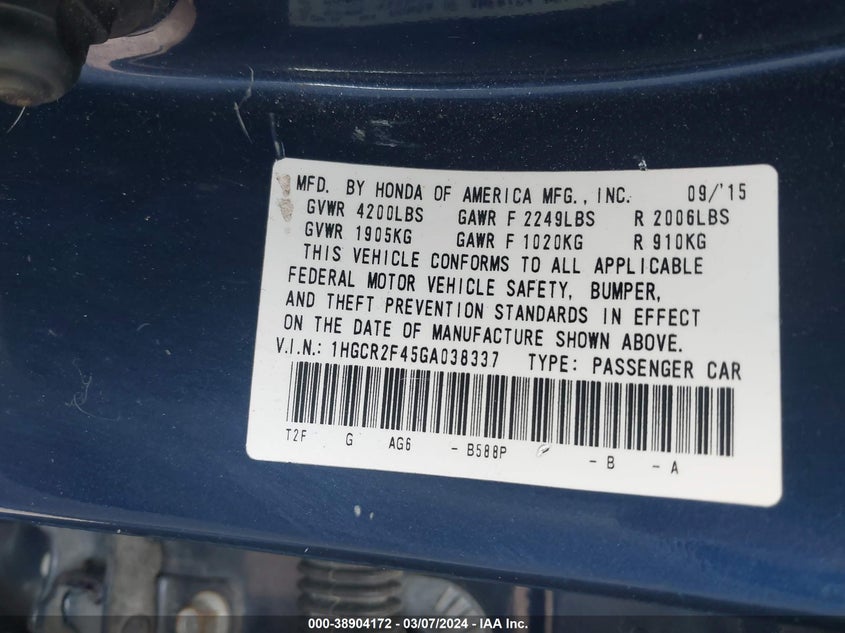 MFD. BY HONDA OF AMERICA MFG., INC. 09/'15
GVWR 4200LBS GAWR F 2249LBS R 2006LBS
GVWR 1905KG GAWR F 1020KG R 910KG
THIS VEHICLE CONFORMS TO ALL APPLICABLE
FEDERAL MOTOR VEHICLE SAFETY, BUMPER,
AND THEFT PREVENTION STANDARDS IN EFFECT
ON THE DATE OF MANUFACTURE SHOWN ABOVE.
V.I.N.: 1HGCR2F45GA038337 TYPE: PASSENGER CAR
T2F G AG6 - B588P - B - A
000-38904172 - 03/07/2024 - IAA Inc.